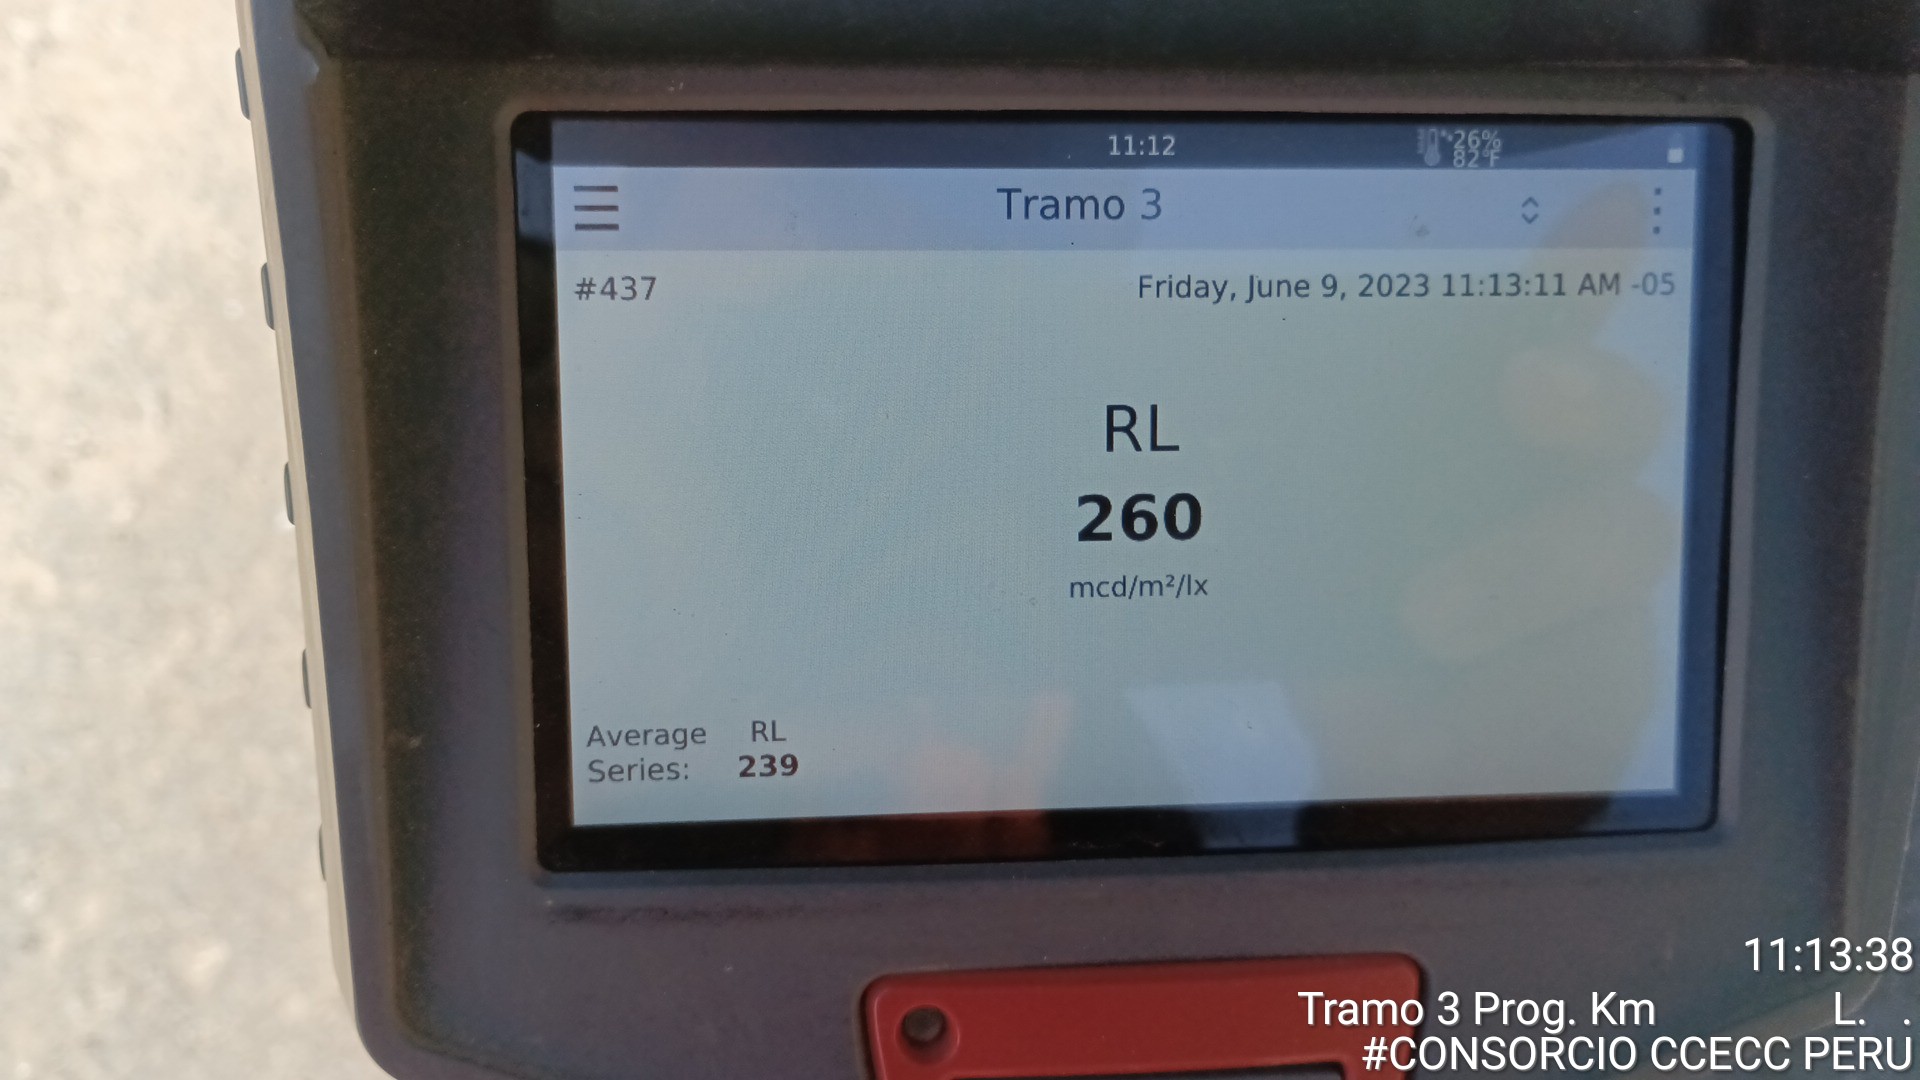 11:12
26%
82°F
Tramo 3
#437
Friday, June 9, 2023 11:13:11 AM -05
RL
260
mcd/m²/lx
Average RL
Series: 239
11:13:38
Tramo 3 Prog. Km L. .
#CONSORCIO CCECC PERU